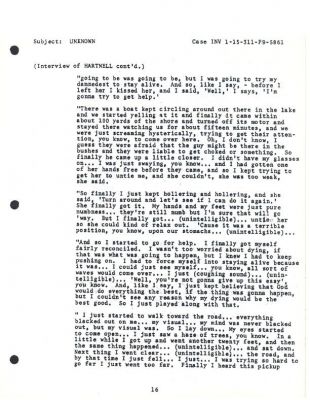 Subject: UNKNOWN
Case INV 1-15-311-F9-5861
(Interview of HARTNELL cont'd.)
"going to be was going to be, but I was going to try my
damnedest to stay alive. And so, like I say, - before I
left her I kissed her, and I said, 'Well,' I says, 'I'm
gonna try to get help.'
"There was a boat kept circling around out there in the lake
and we started yelling at it and finally it came within
about 100 yards of the shore and turned off its motor and
stayed there watching us for about fifteen minutes, and we
were just screaming hysterically, trying to get their atten-
tion, you know, to come over here. Oh, I don't know, I
guess they were afraid that the guy might be there in the
bushes and they were liable to get choked or something. So
finally he came up a little closer. I didn't have my glasses
on... I was just swaying, you know... and I had gotten one
of her hands free before they came, and so I kept trying to
get her to untie me, and she couldn't, she was too weak,
she said.
"So finally I just kept hollering and hollering, and she
said, 'Turn around and let's see if I can do it again.'
She finally got it. My hands and my feet were just pure
numbness... they're still numb but I'm sure that will go
'way. But I finally got... (unintelligible)... untie her
so she could kind of relax out. 'Cause it was a terrible
position, you know, upon our stomachs... (unintelligible)...
"And so I started to go for help. I finally got myself
fairly reconciled. I wasn't too worried about dying, if
that was what was going to happen, but I knew I had to keep
pushing on. I had to force myself into staying alive because
it was... I could just see myself... you know, all sort of
waves would come over... I just (coughing sound)... (unin-
telligible)... 'Well, you're not gonna give up this easy'.
you know. And, like, I say, I just kept believing that God
would do everything the best, if the thing was gonna happen,
but I couldn't see any reason why my dying would be the
best good. So I just played along with that.
" I just started to walk toward the road... everything
blacked out on me... my visual... my mind was never blacked
out, but my visual was. So I lay down... My eyes started
to come open... I just saw a haze of trees, you know. In a
little while I got up and went another twenty feet, and then
the same thing happened... (unintelligible)... and sat down.
Next thing I went clear... (unintelligible)... the road, and
by that time I just fell... I just... I was trying so hard to
go far I just went too far. Finally I heard this pickup
16